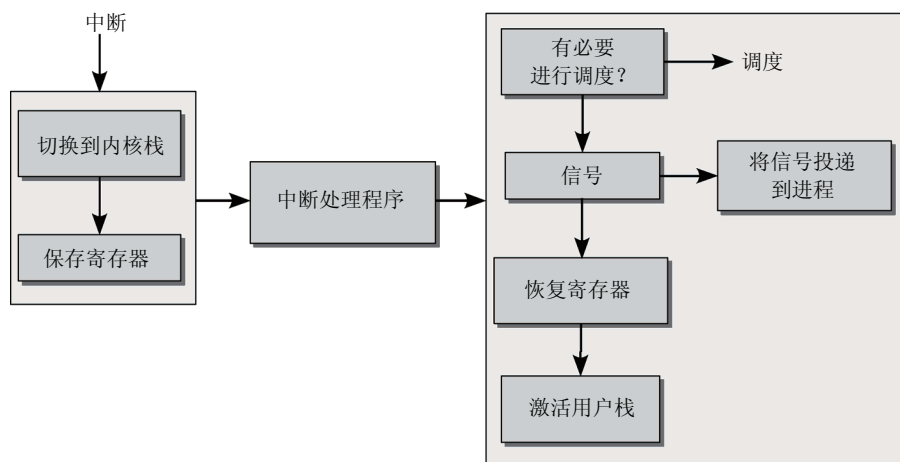 中断
切换到内核栈
保存寄存器
中断处理程序
有必要
进行调度？
调度
信号
将信号投递
到进程
恢复寄存器
激活用户栈